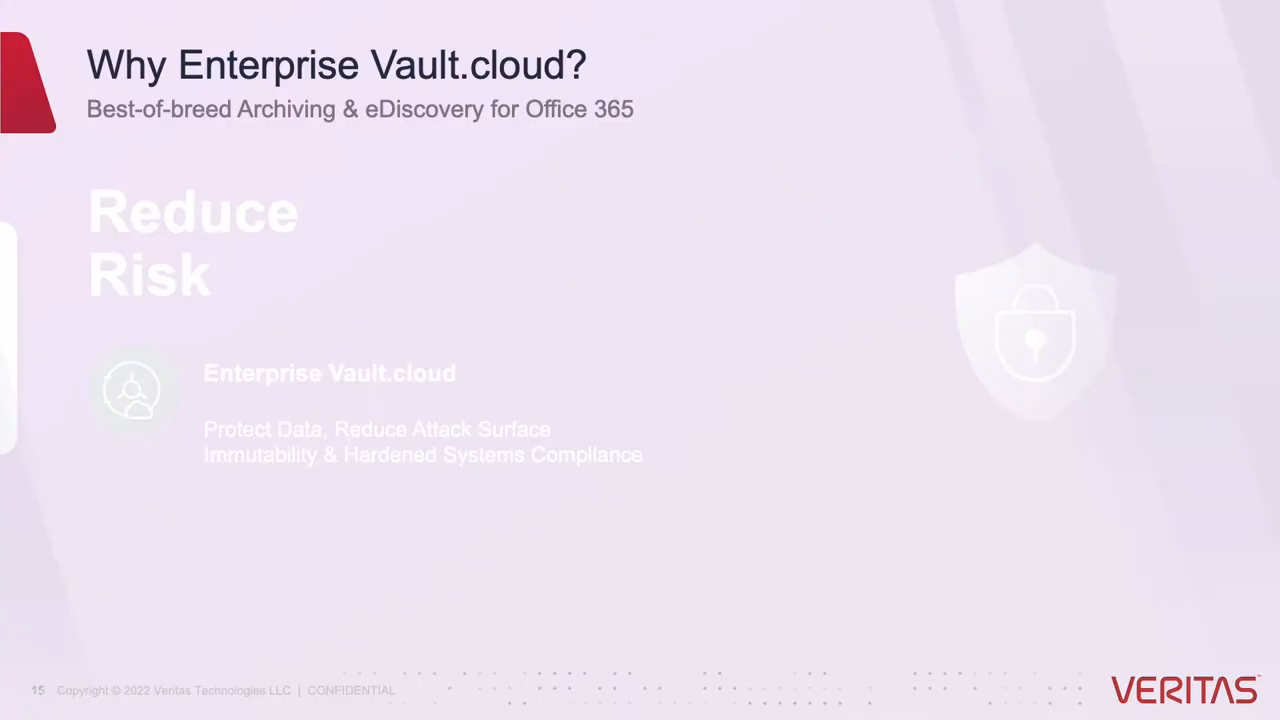 Why Enterprise Vault.cloud?
Best-of-breed Archiving & eDiscovery for Office 365
Reduce
Risk
Enterprise Vault.cloud
Protect Data, Reduce Attack Surface
Immutability & Hardened Systems Compliance
15 Copyright © 2022 Veritas Technologies LLC | CONFIDENTIAL
VERITAS™